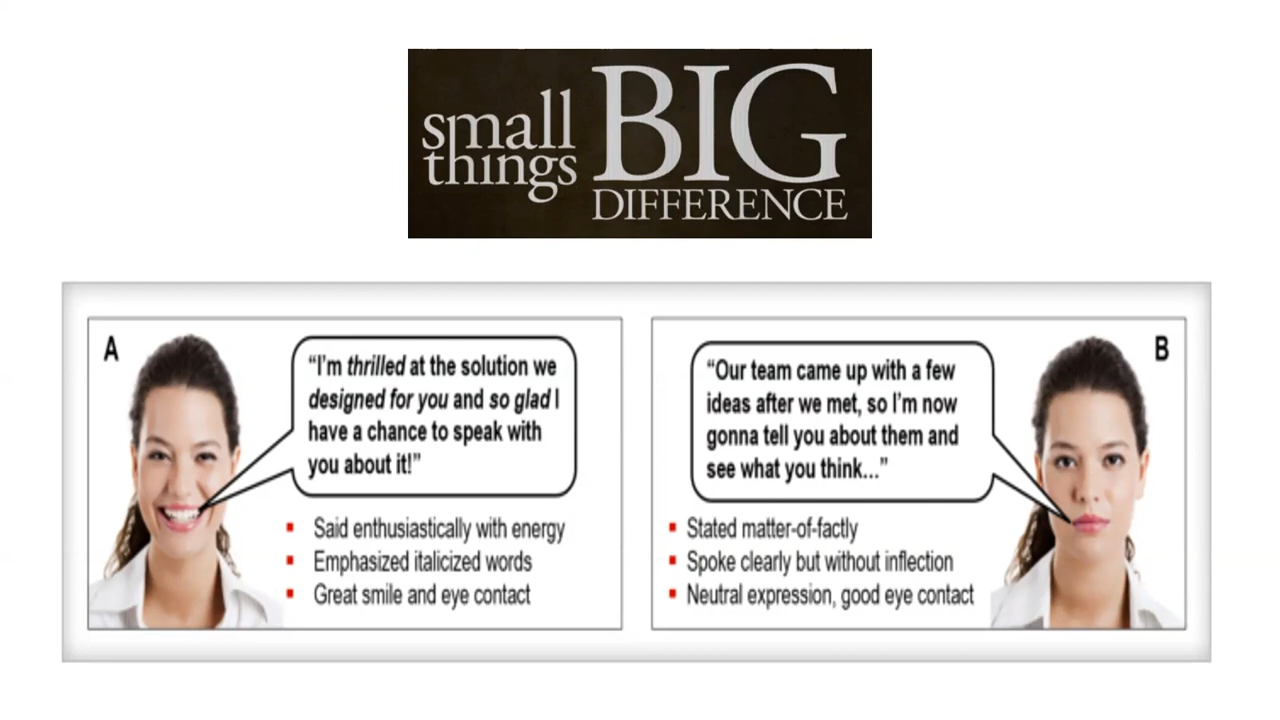 small
things
BIG
DIFFERENCE
A
“I’m thrilled at the solution we
designed for you and so glad I
have a chance to speak with
you about it!”
▪ Said enthusiastically with energy
▪ Emphasized italicized words
▪ Great smile and eye contact
B
“Our team came up with a few
ideas after we met, so I’m now
gonna tell you about them and
see what you think...”
▪ Stated matter-of-factly
▪ Spoke clearly but without inflection
▪ Neutral expression, good eye contact